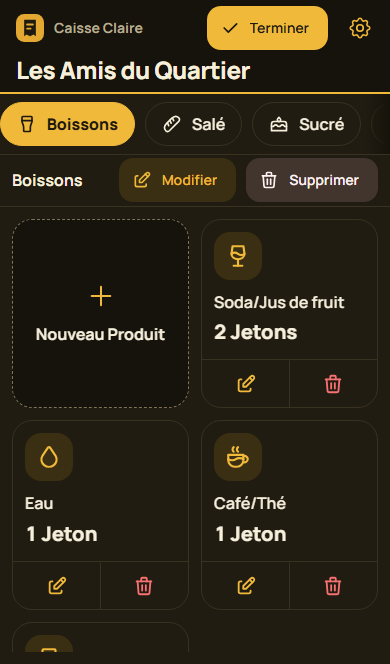 Caisse Claire
Terminer
Les Amis du Quartier
Boissons
Salé
Sucré
Boissons
Modifier
Supprimer
Nouveau Produit
Soda/Jus de fruit
2 Jetons
Eau
1 Jeton
Café/Thé
1 Jeton